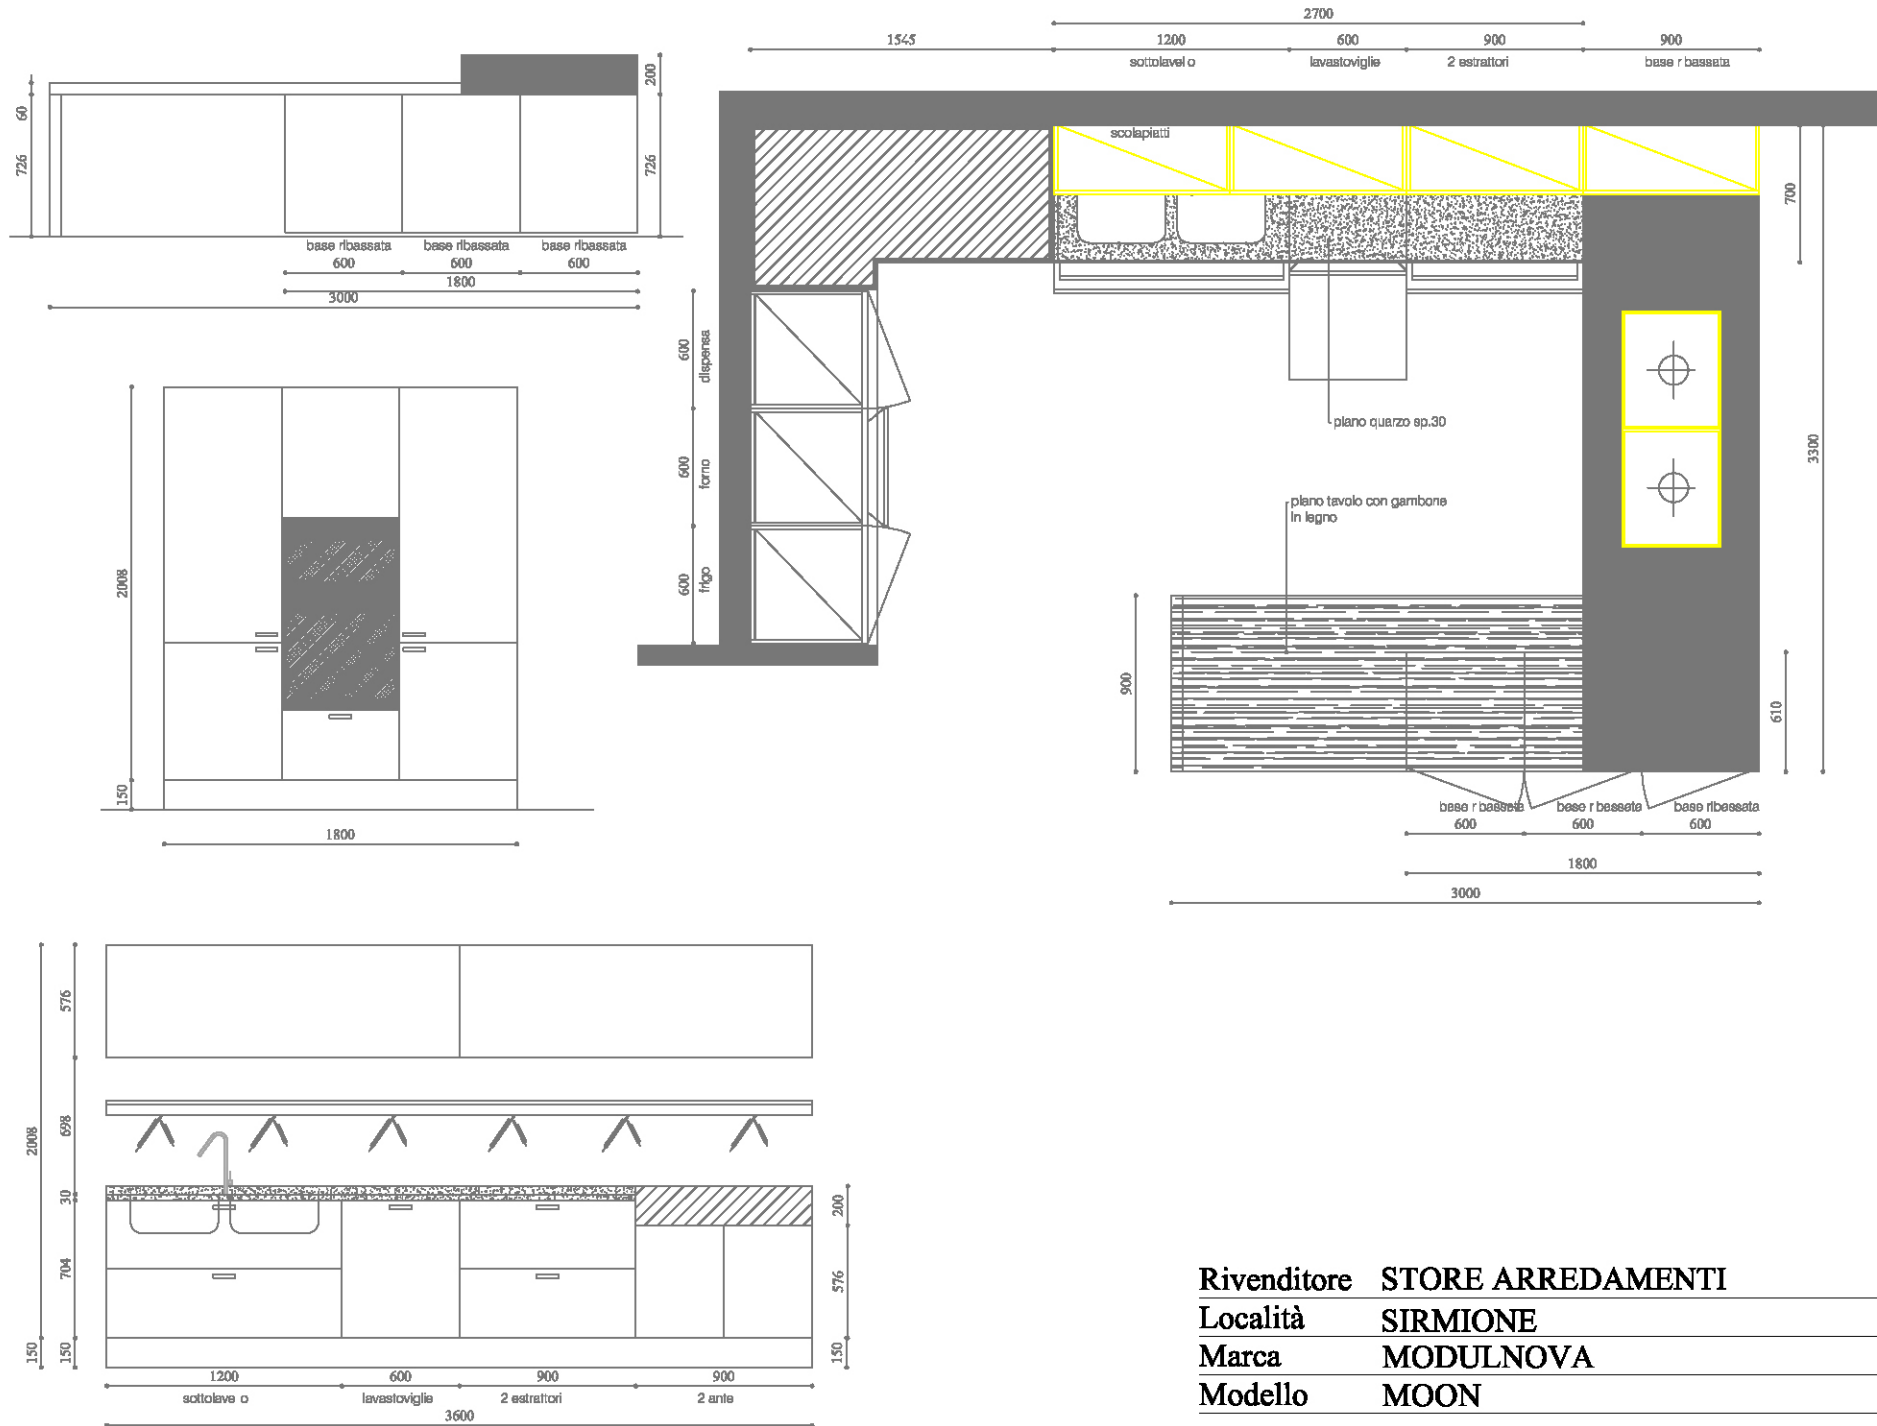 200
60
726
726
base ribassata base ribassata base ribassata
600 600 600
1800
3000
2700
1545 1200 600 900 900
sottolavel o lavastoviglie 2 estrattori base r bassata
scolapiatti
700
3300
600 dispensa
600 forno
600 frigo
plano quarzo sp.30
plano tavolo con gambone
in legno
900
610
base r bassata base r bassata base ribassata
600 600 600
1800
3000
2008
150
1800
576
698
2008
30
704
150
150
200
576
150
1200 600 900 900
sottolave o lavastoviglie 2 estrattori 2 ante
3600
Rivenditore STORE ARREDAMENTI
Località SIRMIONE
Marca MODULNOVA
Modello MOON